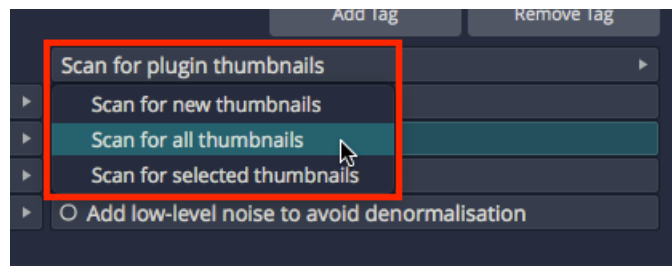 Add Tag
Remove Tag
Scan for plugin thumbnails
Scan for new thumbnails
Scan for all thumbnails
Scan for selected thumbnails
Add low-level noise to avoid denormalisation